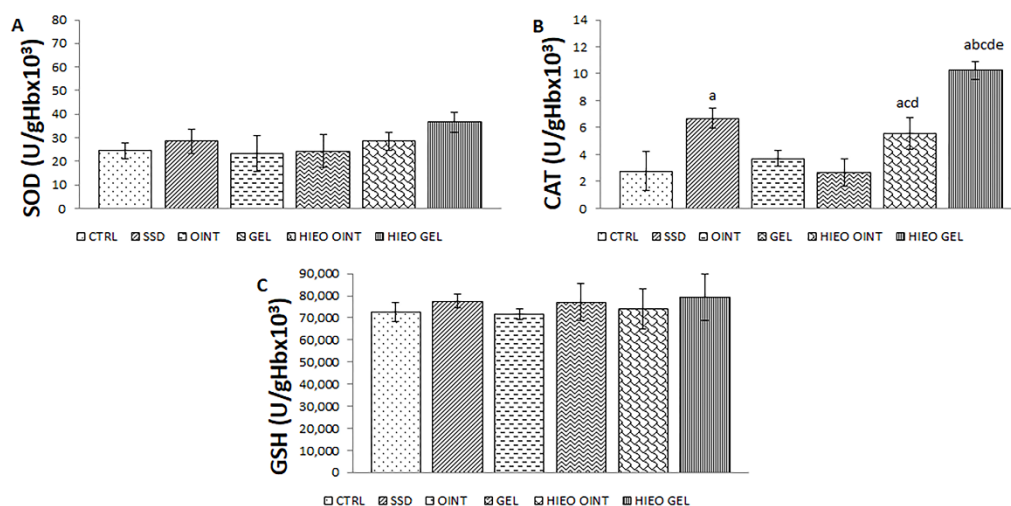 A
SOD (U/gHbx10³)
80
70
60
50
40
30
20
10
0
CTRL SSD OINT GEL HIEO OINT HIEO GEL
B
CAT (U/gHbx10³)
14
12
10
8
6
4
2
0
a
acd
abcde
CTRL SSD OINT GEL HIEO OINT HIEO GEL
C
GSH (U/gHbx10³)
90,000
80,000
70,000
60,000
50,000
40,000
30,000
20,000
10,000
0
CTRL SSD OINT GEL HIEO OINT HIEO GEL